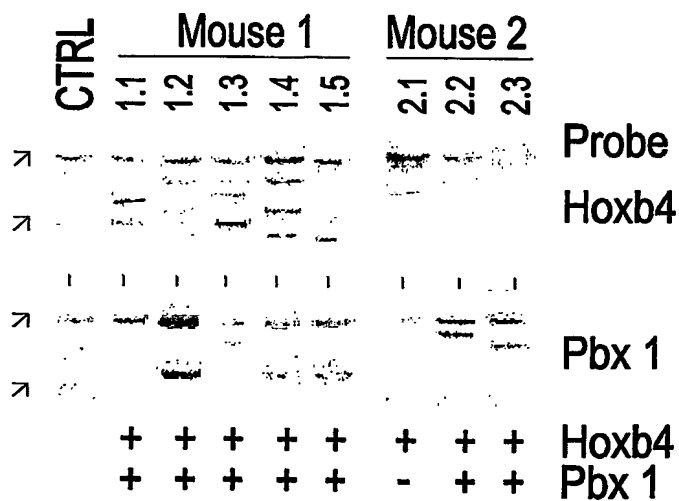 Mouse 1 Mouse 2
CTRL 1.1 1.2 1.3 1.4 1.5 2.1 2.2 2.3
Probe
Hoxb4
Pbx 1
+ + + + + + + + Hoxb4
+ + + + + - + + Pbx 1